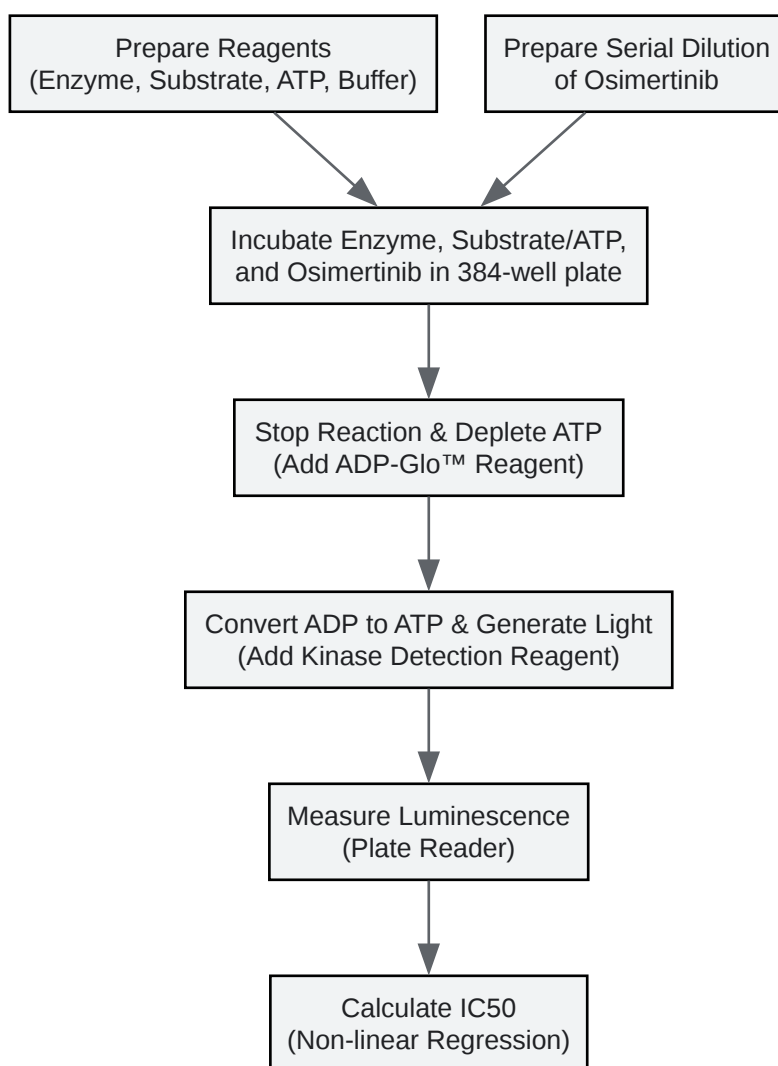 Prepare Reagents
(Enzyme, Substrate, ATP, Buffer)
Prepare Serial Dilution
of Osimertinib
Incubate Enzyme, Substrate/ATP,
and Osimertinib in 384-well plate
Stop Reaction & Deplete ATP
(Add ADP-Glo™ Reagent)
Convert ADP to ATP & Generate Light
(Add Kinase Detection Reagent)
Measure Luminescence
(Plate Reader)
Calculate IC50
(Non-linear Regression)